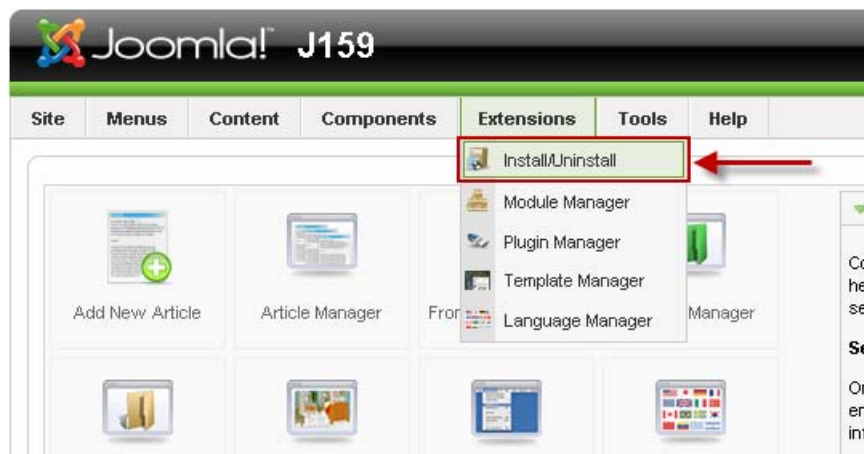 Joomla!™ J159
Site Menus Content Components Extensions Tools Help
Install/Uninstall
Module Manager
Plugin Manager
Template Manager
Language Manager
Add New Article
Article Manager
Manager